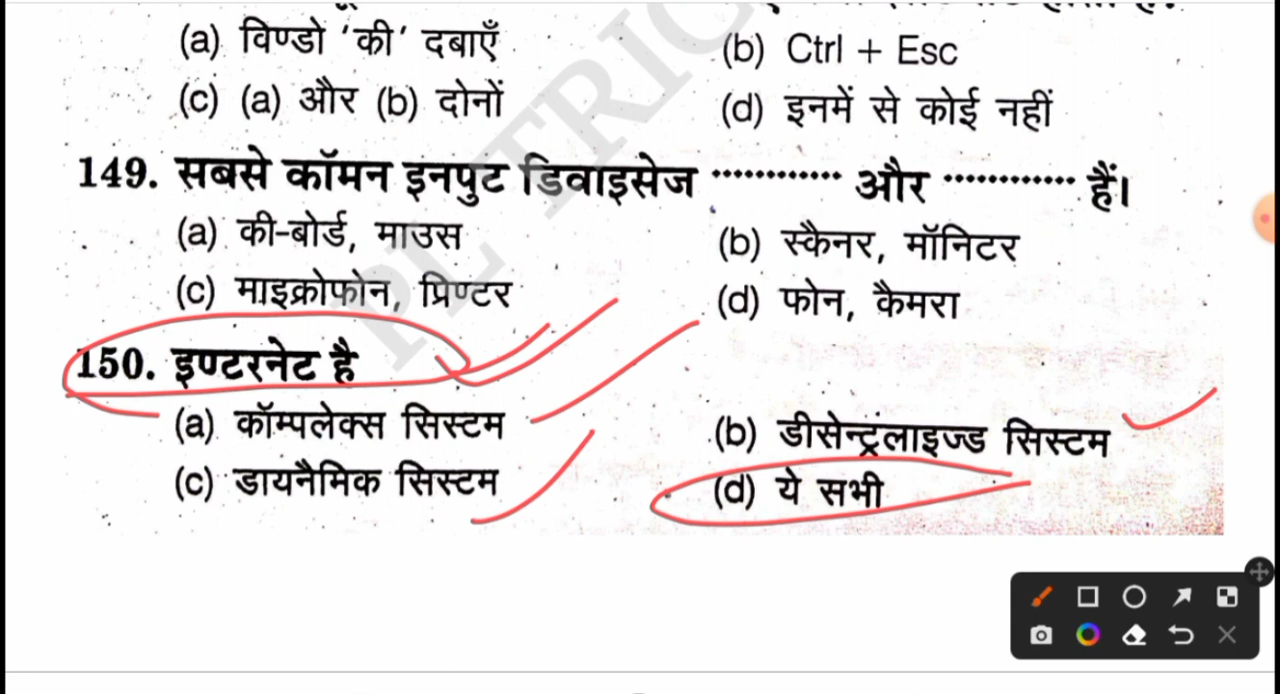 (a) विण्डो ‘की’ दबाएँ (b) Ctrl + Esc
(c) (a) और (b) दोनों (d) इनमें से कोई नहीं
149. सबसे कॉमन इनपुट डिवाइसेज ............ और ............ हैं।
(a) की-बोर्ड, माउस (b) स्कैनर, मॉनिटर
(c) माइक्रोफोन, प्रिण्टर (d) फोन, कैमरा
150. इण्टरनेट है
(a) कॉम्पलेक्स सिस्टम (b) डीसेन्ट्रलाइज्ड सिस्टम
(c) डायनैमिक सिस्टम (d) ये सभी